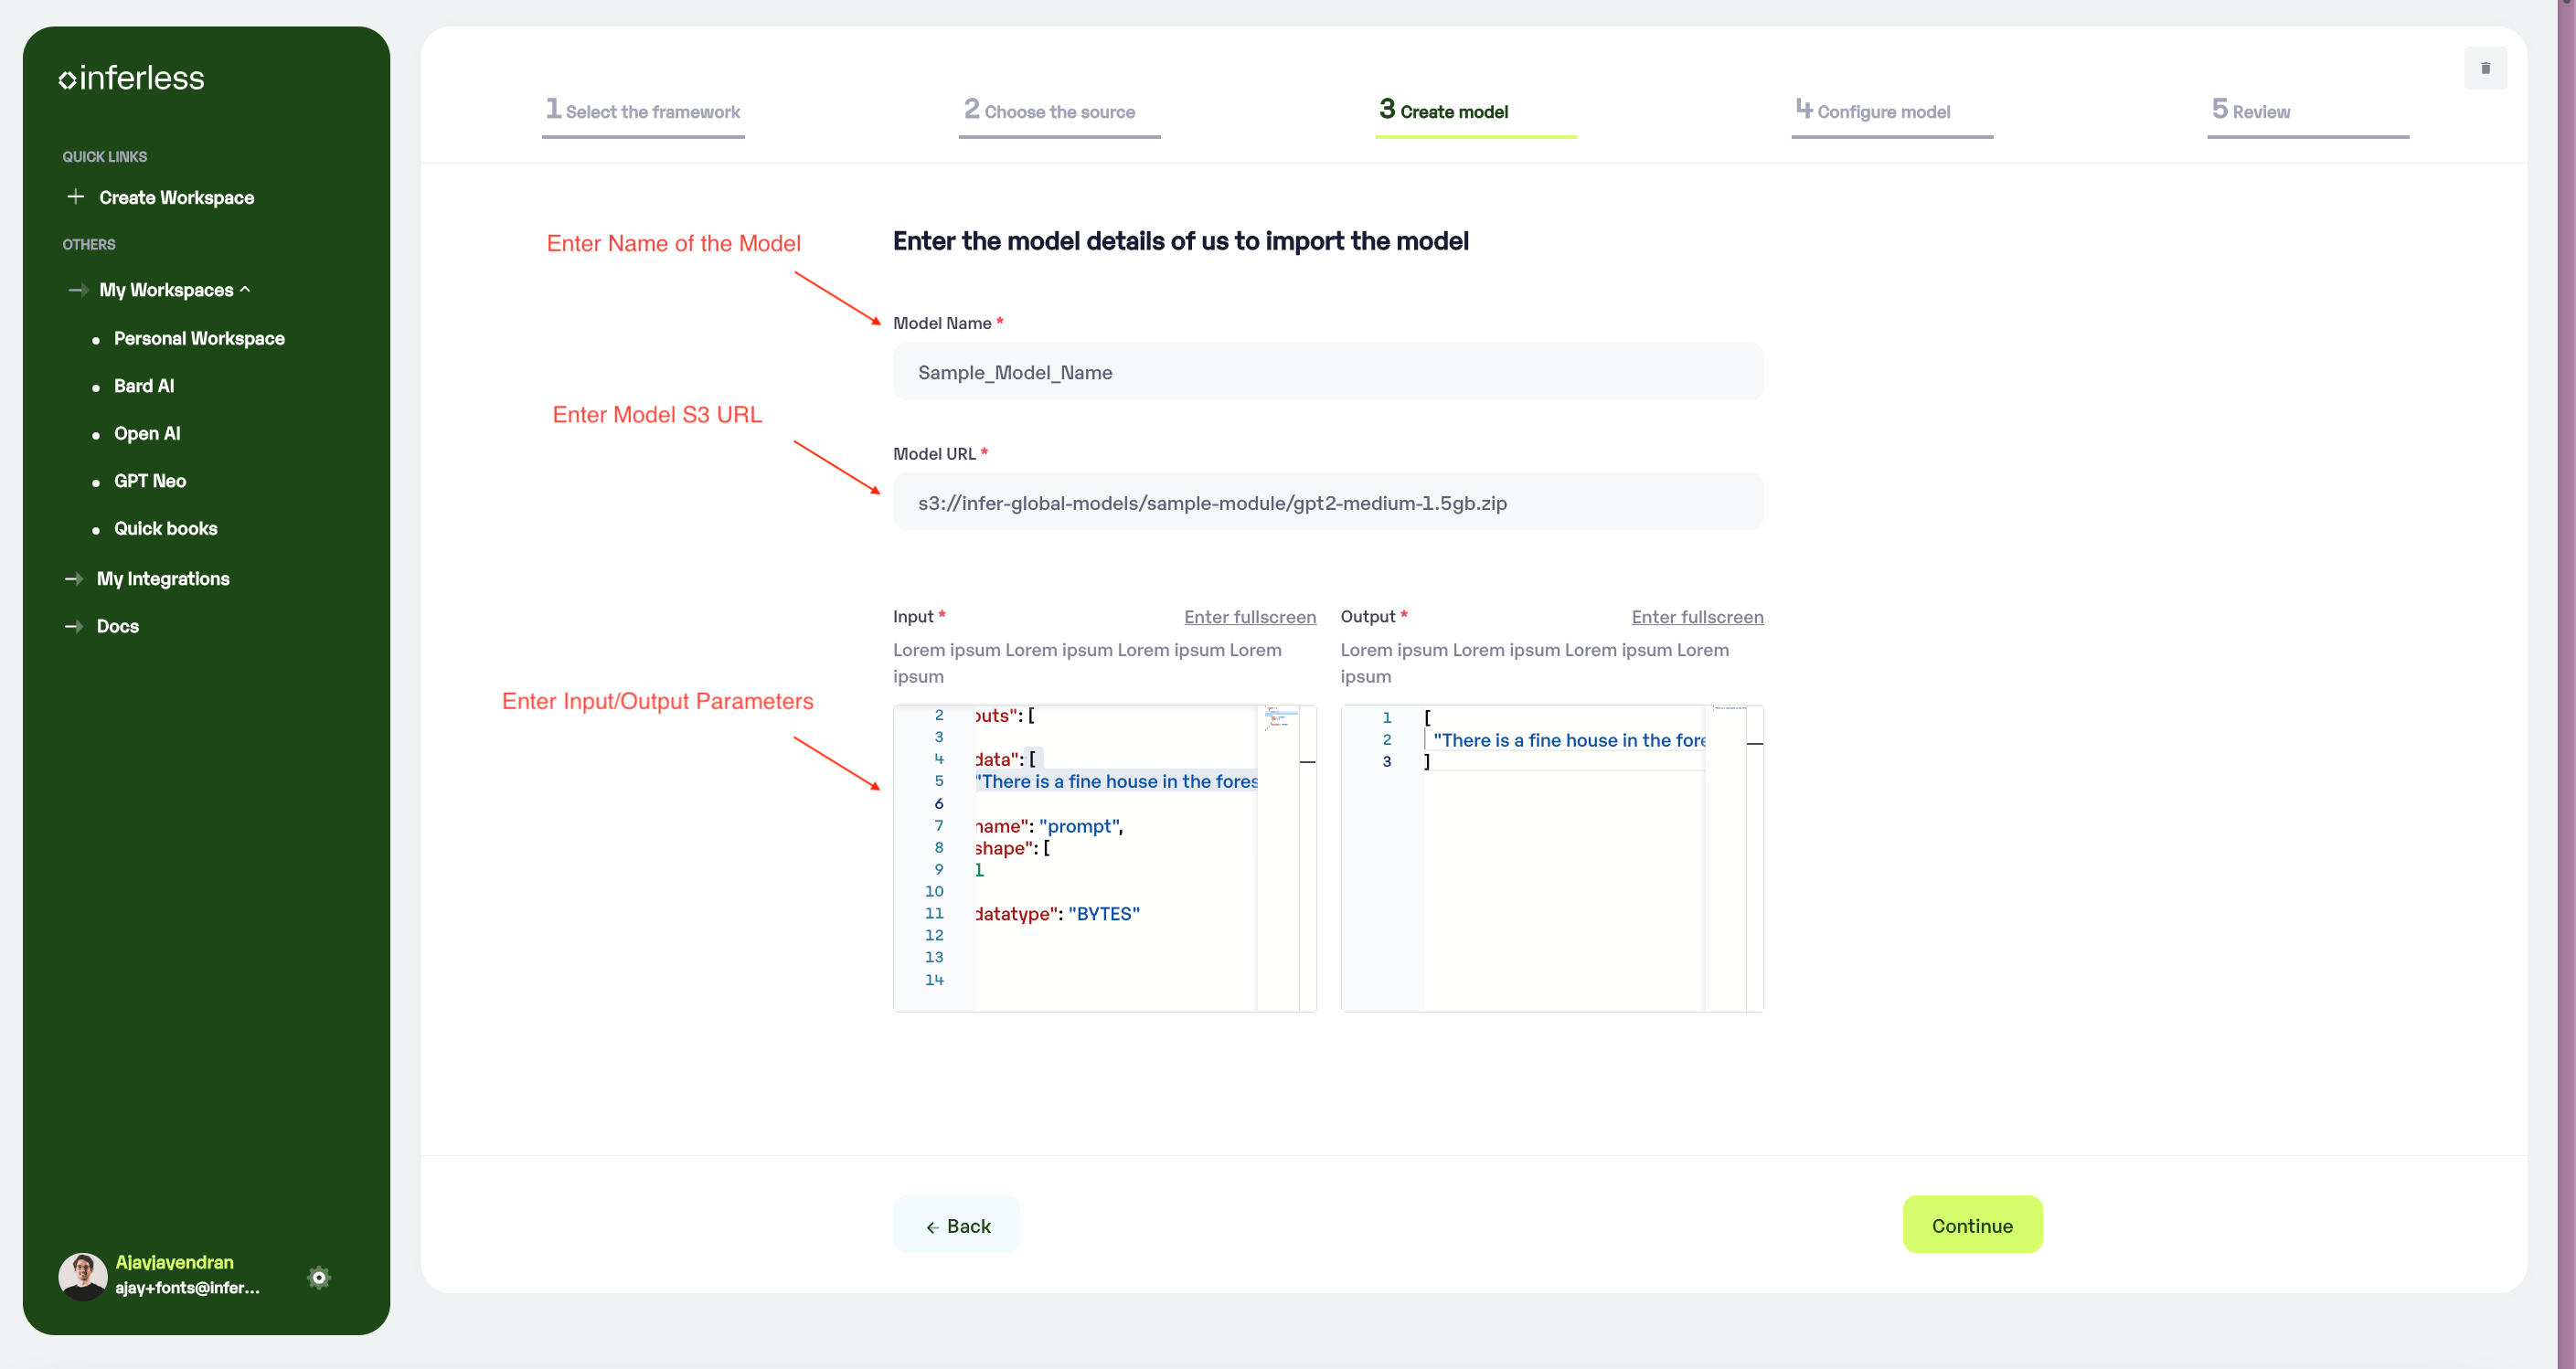 inferless
QUICK LINKS
+ Create Workspace
OTHERS
My Workspaces
Personal Workspace
Bard AI
Open AI
GPT Neo
Quick books
My Integrations
Docs
Ajayjayendran
ajay+fonts@infer...
1 Select the framework
2 Choose the source
3 Create model
4 Configure model
5 Review
Enter the model details of us to import the model
Enter Name of the Model
Model Name *
Sample_Model_Name
Enter Model S3 URL
Model URL *
s3://infer-global-models/sample-module/gpt2-medium-1.5gb.zip
Input * Enter fullscreen
Lorem ipsum Lorem ipsum Lorem ipsum Lorem
ipsum
Enter Input/Output Parameters
2 puts": [
3
4 data": [
5 "There is a fine house in the fores
6
7 name": "prompt",
8 shape": [
9 1
10
11 datatype": "BYTES"
12
13
14
Output * Enter fullscreen
Lorem ipsum Lorem ipsum Lorem ipsum Lorem
ipsum
1 [
2 "There is a fine house in the fore
3 ]
← Back
Continue